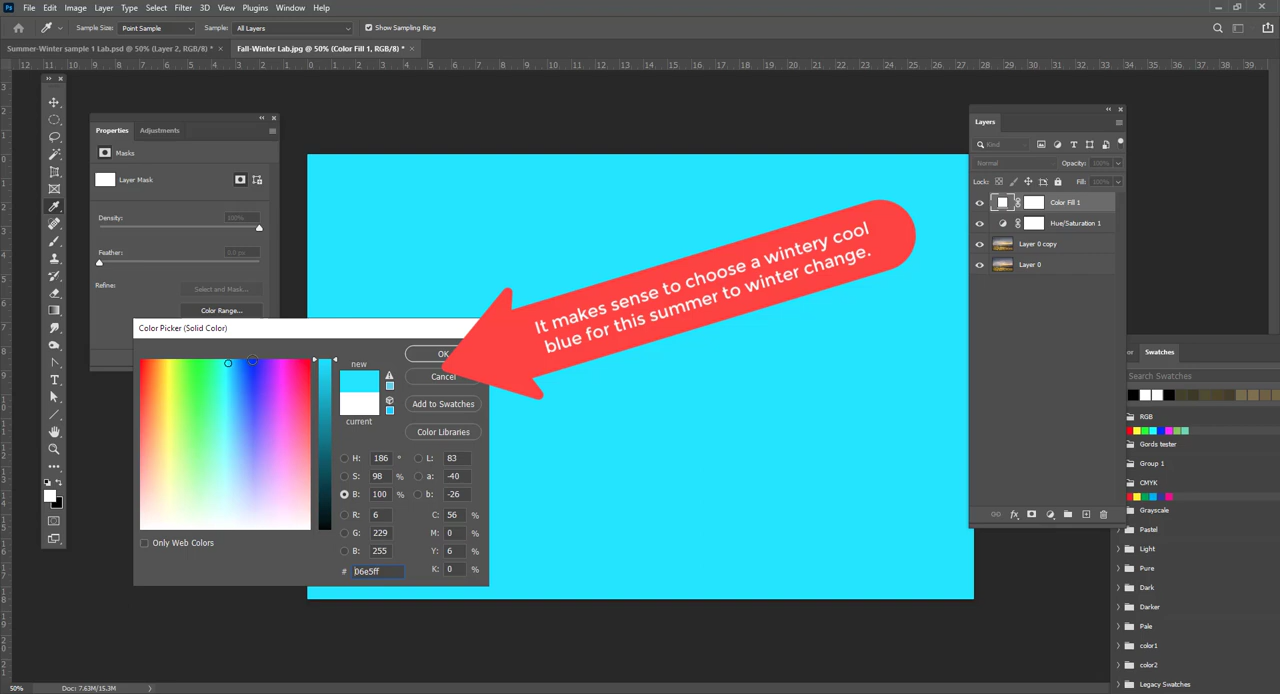 Ps File Edit Image Layer Type Select Filter 3D View Plugins Window Help
Sample Size: Point Sample Sample: All Layers Show Sampling Ring
Summer-Winter sample 1 Lab.psd @ 50% (Layer 2, RGB/8) * × Fall-Winter Lab.jpg @ 50% (Color Fill 1, RGB/8) * ×
Properties Adjustments
Masks
Layer Mask
Density: 100%
Feather: 0.0 px
Refine: Select and Mask...
Color Range...
Color Picker (Solid Color)
new
current
OK
Cancel
Add to Swatches
Color Libraries
H: 186 ° L: 83
S: 98 % a: -40
B: 100 % b: -26
R: 6 C: 56 %
G: 229 M: 0 %
B: 255 Y: 6 %
# 06e5ff K: 0 %
Only Web Colors
It makes sense to choose a wintery cool
blue for this summer to winter change.
Layers
Kind
Normal Opacity: 100%
Lock: Fill: 100%
Color Fill 1
Hue/Saturation 1
Layer 0 copy
Layer 0
or Swatches
Search Swatches
RGB
Gords tester
Group 1
CMYK
Grayscale
Pastel
Light
Pure
Dark
Darker
Pale
color1
color2
Legacy Swatches
50% Doc: 7.63M/15.3M